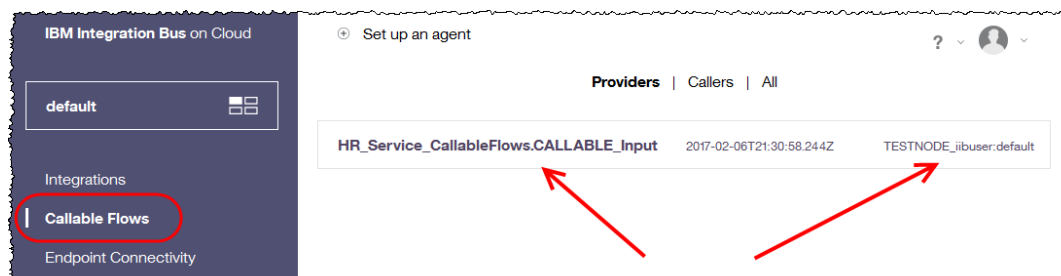 IBM Integration Bus on Cloud
default
Integrations
Callable Flows
Endpoint Connectivity
Set up an agent
?
Providers | Callers | All
HR_Service_CallableFlows.CALLABLE_Input 2017-02-06T21:30:58.244Z TESTNODE_iibuser:default